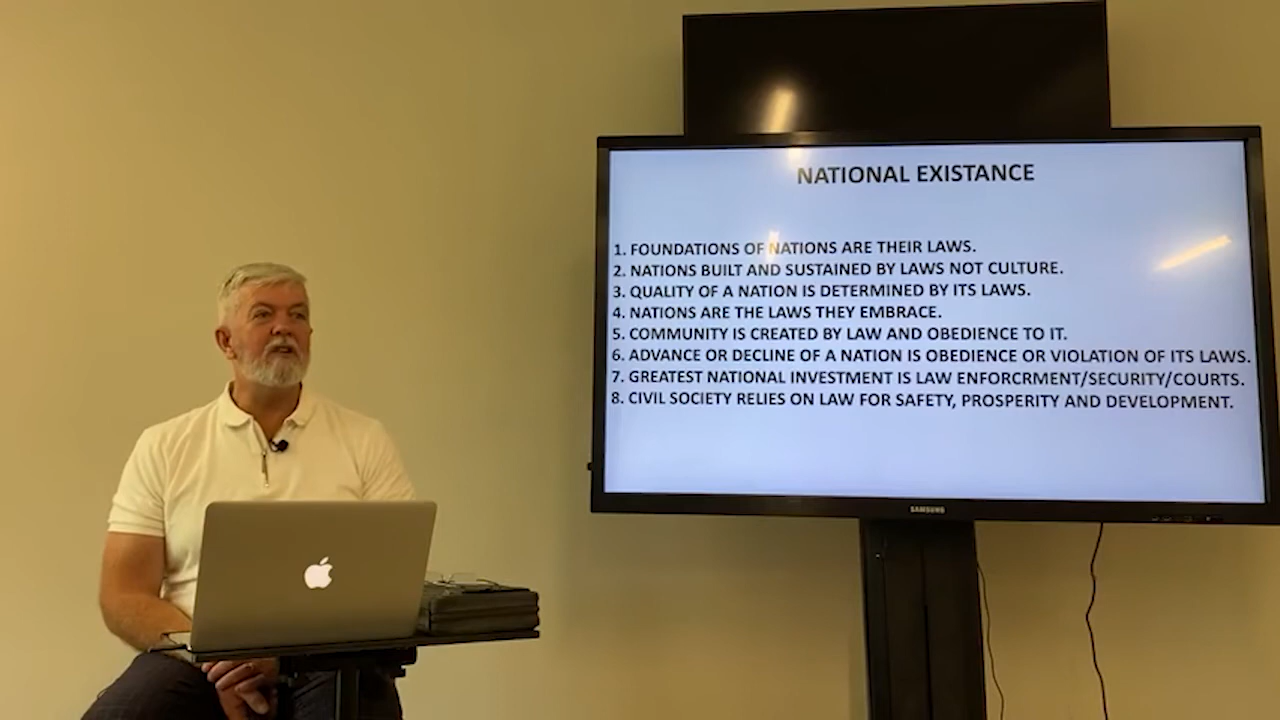 NATIONAL EXISTANCE
1. FOUNDATIONS OF NATIONS ARE THEIR LAWS.
2. NATIONS BUILT AND SUSTAINED BY LAWS NOT CULTURE.
3. QUALITY OF A NATION IS DETERMINED BY ITS LAWS.
4. NATIONS ARE THE LAWS THEY EMBRACE.
5. COMMUNITY IS CREATED BY LAW AND OBEDIENCE TO IT.
6. ADVANCE OR DECLINE OF A NATION IS OBEDIENCE OR VIOLATION OF ITS LAWS.
7. GREATEST NATIONAL INVESTMENT IS LAW ENFORCRMENT/SECURITY/COURTS.
8. CIVIL SOCIETY RELIES ON LAW FOR SAFETY, PROSPERITY AND DEVELOPMENT.
SAMSUNG